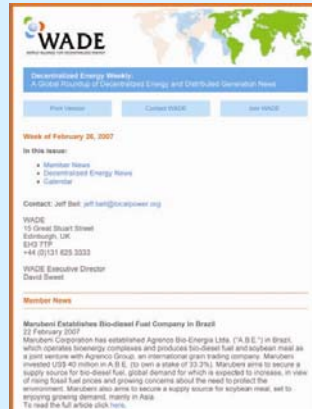 WADE
WORLD ALLIANCE FOR DECENTRALIZED ENERGY
Decentralized Energy Weekly:
A Global Roundup of Decentralized Energy and Distributed Generation News
Print Version
Contact WADE
Join WADE
Week of February 26, 2007
In this issue:
• Member News
• Decentralized Energy News
• Calendar
Contact: Jeff Bell: jeff.bell@localpower.org
WADE
15 Great Stuart Street
Edinburgh, UK
EH3 7TP
+44 (0)131 625 3333
WADE Executive Director
David Sweet
Member News
Marubeni Establishes Bio-diesel Fuel Company in Brazil
22 February 2007
Marubeni Corporation has established Agrenco Bio-Energia Ltda. ("A.B.E.") in Brazil,
which operates bioenergy complexes and produces bio-diesel fuel and soybean meal as
a joint venture with Agrenco Group, an international grain trading company. Marubeni
invested US$ 40 million in A.B.E. (to own a stake of 33.3%). Marubeni aims to secure a
supply source for bio-diesel fuel, global demand for which is expected to increase, in view
of rising fossil fuel prices and growing concerns about the need to protect the
environment. Marubeni also aims to secure a supply source for soybean meal, set to
enjoying growing demand, mainly in Asia.
To read the full article click here.